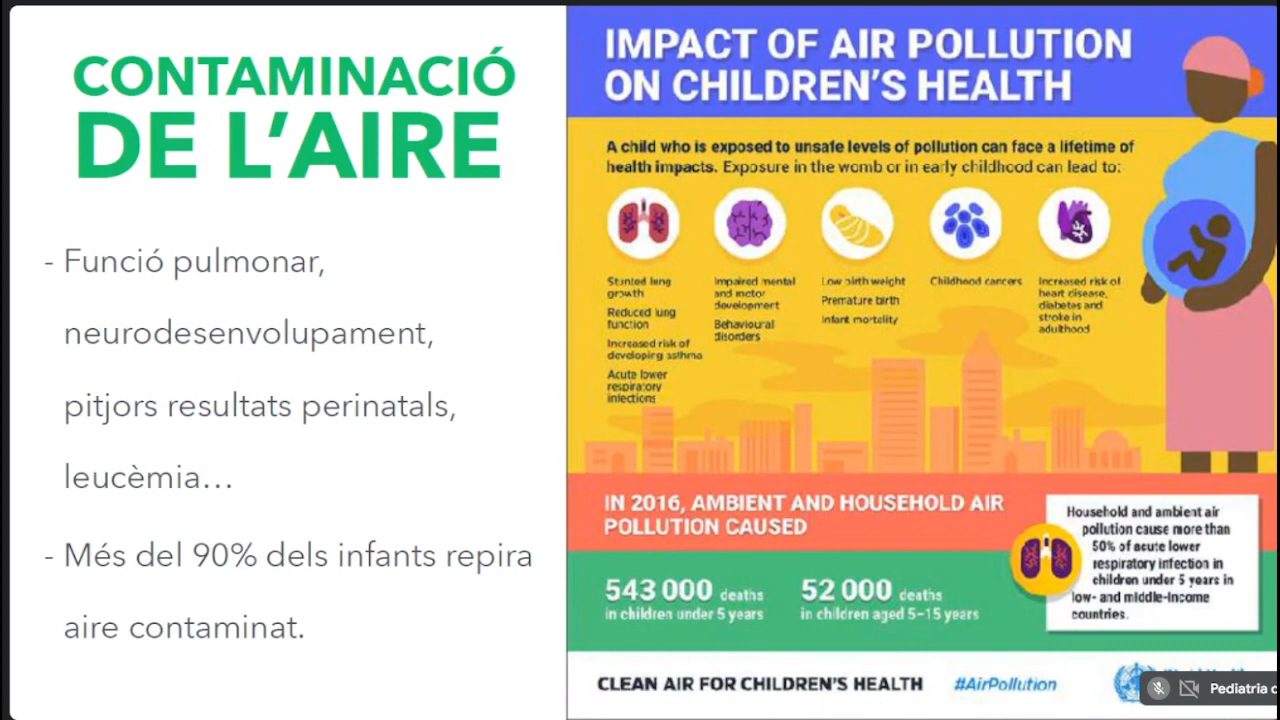 CONTAMINACIÓ
DE L'AIRE
- Funció pulmonar,
neurodesenvolupament,
pitjors resultats perinatals,
leucèmia…
- Més del 90% dels infants repira
aire contaminat.
IMPACT OF AIR POLLUTION
ON CHILDREN'S HEALTH
A child who is exposed to unsafe levels of pollution can face a lifetime of
health impacts. Exposure in the womb or in early childhood can lead to:
Stunted lung
growth
Reduced lung
function
Increased risk of
developing asthma
Acute lower
respiratory
infections
Impaired mental
and motor
development
Behavioural
disorders
Low birth weight
Premature birth
Infant mortality
Childhood cancers
Increased risk of
heart disease,
diabetes and
stroke in
adulthood
IN 2016, AMBIENT AND HOUSEHOLD AIR
POLLUTION CAUSED
543 000 deaths
in children under 5 years
52 000 deaths
in children aged 5–15 years
Household and ambient air
pollution cause more than
50% of acute lower
respiratory infection in
children under 5 years in
low- and middle-income
countries.
CLEAN AIR FOR CHILDREN'S HEALTH
#AirPollution
Pediatria